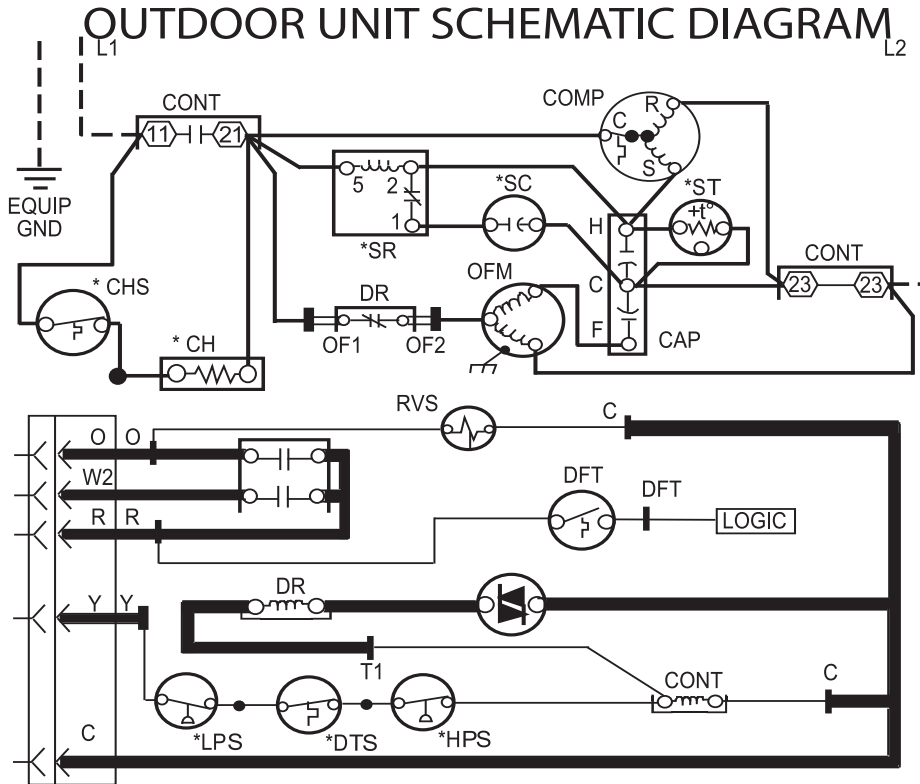 OUTDOOR UNIT SCHEMATIC DIAGRAM
L1 L2
CONT
COMP
11 21
R
C
S
5 2
1
*SR
*SC
*ST
+t°
EQUIP
GND
H
C
F
CAP
CONT
23 23
* CHS
OFM
DR
OF1 OF2
* CH
RVS
C
O O
W2
R R
DFT
DFT
LOGIC
Y Y
DR
T1
CONT
C
*LPS
*DTS
*HPS
C